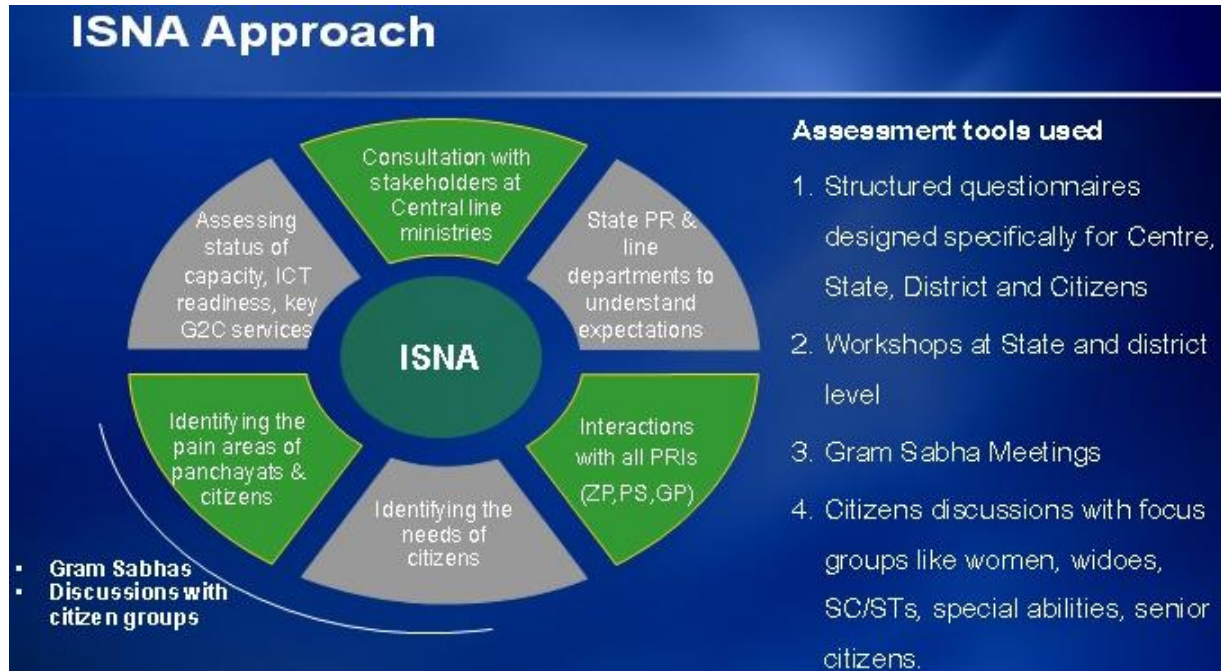 ISNA Approach
Consultation with
stakeholders at
Central line
ministries
State PR &
line
departments to
understand
expectations
Interactions
with all PRIs
(ZP,PS,GP)
Identifying the
needs of
citizens
Identifying the
pain areas of
panchayats &
citizens
Assessing
status of
capacity, ICT
readiness, key
G2C services
ISNA
• Gram Sabhas
• Discussions with
citizen groups
Assessment tools used
1. Structured questionnaires
designed specifically for Centre,
State, District and Citizens
2. Workshops at State and district
level
3. Gram Sabha Meetings
4. Citizens discussions with focus
groups like women, widoes,
SC/STs, special abilities, senior
citizens.